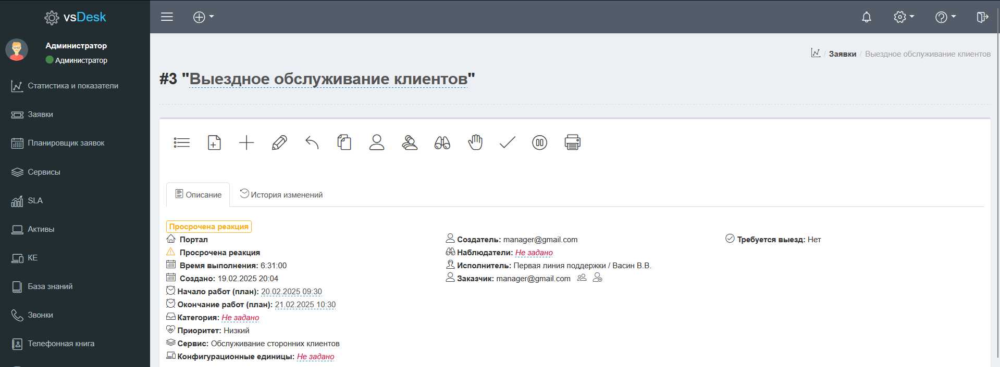 vsDesk
Администратор
Администратор
Статистика и показатели
Заявки
Планировщик заявок
Сервисы
SLA
Активы
КЕ
База знаний
Звонки
Телефонная книга
/ Заявки / Выездное обслуживание клиентов
#3 "Выездное обслуживание клиентов"
Описание
История изменений
Просрочена реакция
Портал
Просрочена реакция
Время выполнения: 6:31:00
Создано: 19.02.2025 20:04
Начало работ (план): 20.02.2025 09:30
Окончание работ (план): 21.02.2025 10:30
Категория: Не задано
Приоритет: Низкий
Сервис: Обслуживание сторонних клиентов
Конфигурационные единицы: Не задано
Создатель: manager@gmail.com
Наблюдатели: Не задано
Исполнитель: Первая линия поддержки / Васин В.В.
Заказчик: manager@gmail.com
Требуется выезд: Нет